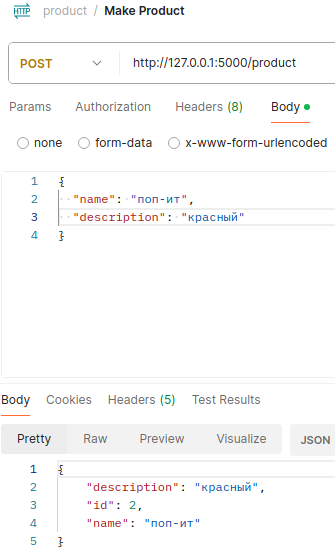 HTTP product / Make Product
POST http://127.0.0.1:5000/product
Params Authorization Headers (8) Body
none form-data x-www-form-urlencoded
1 {
2 "name": "поп-ит",
3 "description": "красный"
4 }
Body Cookies Headers (5) Test Results
Pretty Raw Preview Visualize JSON
1 {
2 "description": "красный",
3 "id": 2,
4 "name": "поп-ит"
5 }